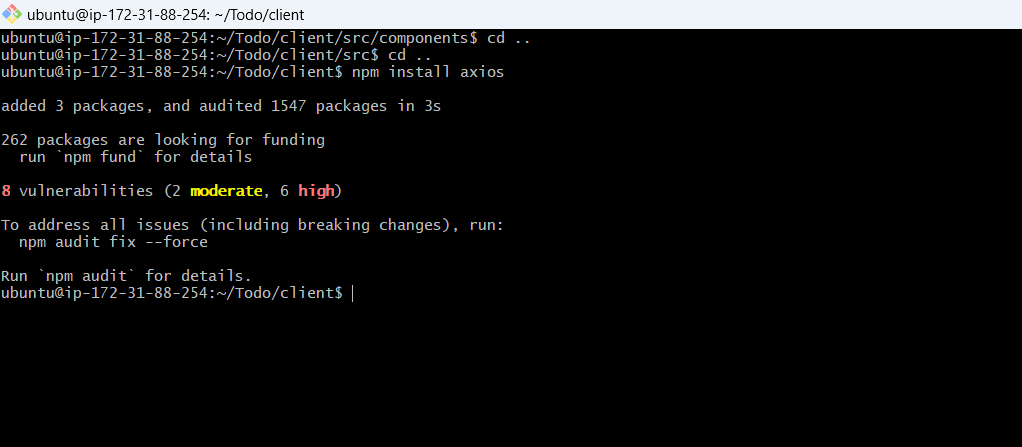 ubuntu@ip-172-31-88-254: ~/Todo/client
ubuntu@ip-172-31-88-254:~/Todo/client/src/components$ cd ..
ubuntu@ip-172-31-88-254:~/Todo/client/src$ cd ..
ubuntu@ip-172-31-88-254:~/Todo/client$ npm install axios
added 3 packages, and audited 1547 packages in 3s
262 packages are looking for funding
  run `npm fund` for details
8 vulnerabilities (2 moderate, 6 high)
To address all issues (including breaking changes), run:
  npm audit fix --force
Run `npm audit` for details.
ubuntu@ip-172-31-88-254:~/Todo/client$